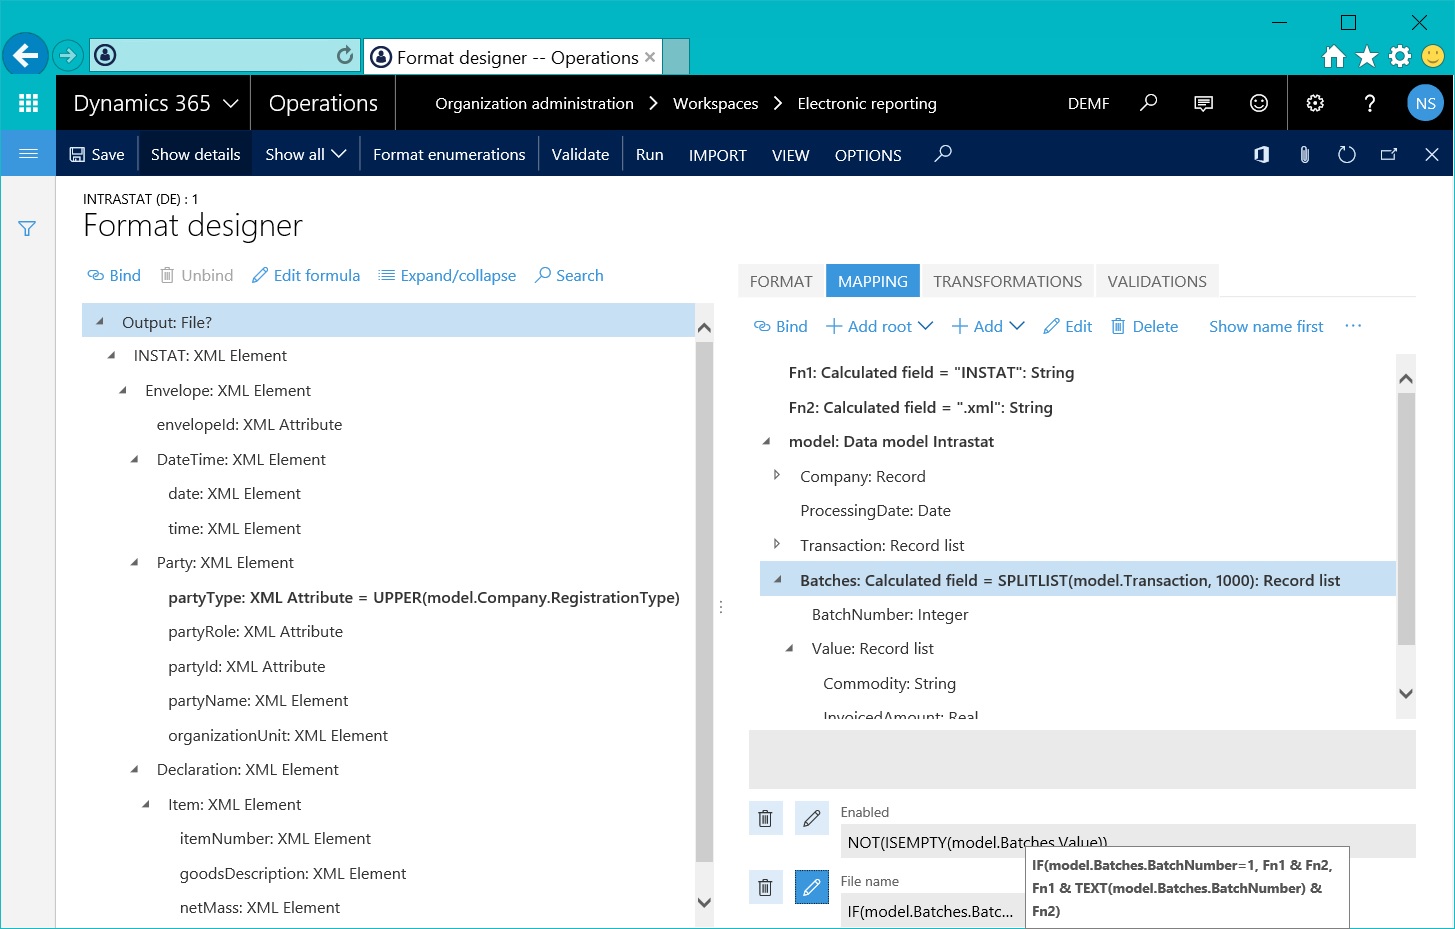 Format designer -- Operations
Dynamics 365
Operations
Organization administration > Workspaces > Electronic reporting
DEMF
?
NS
Save
Show details
Show all
Format enumerations
Validate
Run
IMPORT
VIEW
OPTIONS
INTRASTAT (DE) : 1
Format designer
Bind
Unbind
Edit formula
Expand/collapse
Search
Output: File?
INSTAT: XML Element
Envelope: XML Element
envelopeId: XML Attribute
DateTime: XML Element
date: XML Element
time: XML Element
Party: XML Element
partyType: XML Attribute = UPPER(model.Company.RegistrationType)
partyRole: XML Attribute
partyId: XML Attribute
partyName: XML Element
organizationUnit: XML Element
Declaration: XML Element
Item: XML Element
itemNumber: XML Element
goodsDescription: XML Element
netMass: XML Element
FORMAT
MAPPING
TRANSFORMATIONS
VALIDATIONS
Bind
Add root
Add
Edit
Delete
Show name first
···
Fn1: Calculated field = "INSTAT": String
Fn2: Calculated field = ".xml": String
model: Data model Intrastat
Company: Record
ProcessingDate: Date
Transaction: Record list
Batches: Calculated field = SPLITLIST(model.Transaction, 1000): Record list
BatchNumber: Integer
Value: Record list
Commodity: String
InvoicedAmount: Real
Enabled
NOT(ISEMPTY(model.Batches.Value))
File name
IF(model.Batches.Batc...
IF(model.Batches.BatchNumber=1, Fn1 & Fn2,
Fn1 & TEXT(model.Batches.BatchNumber) &
Fn2)